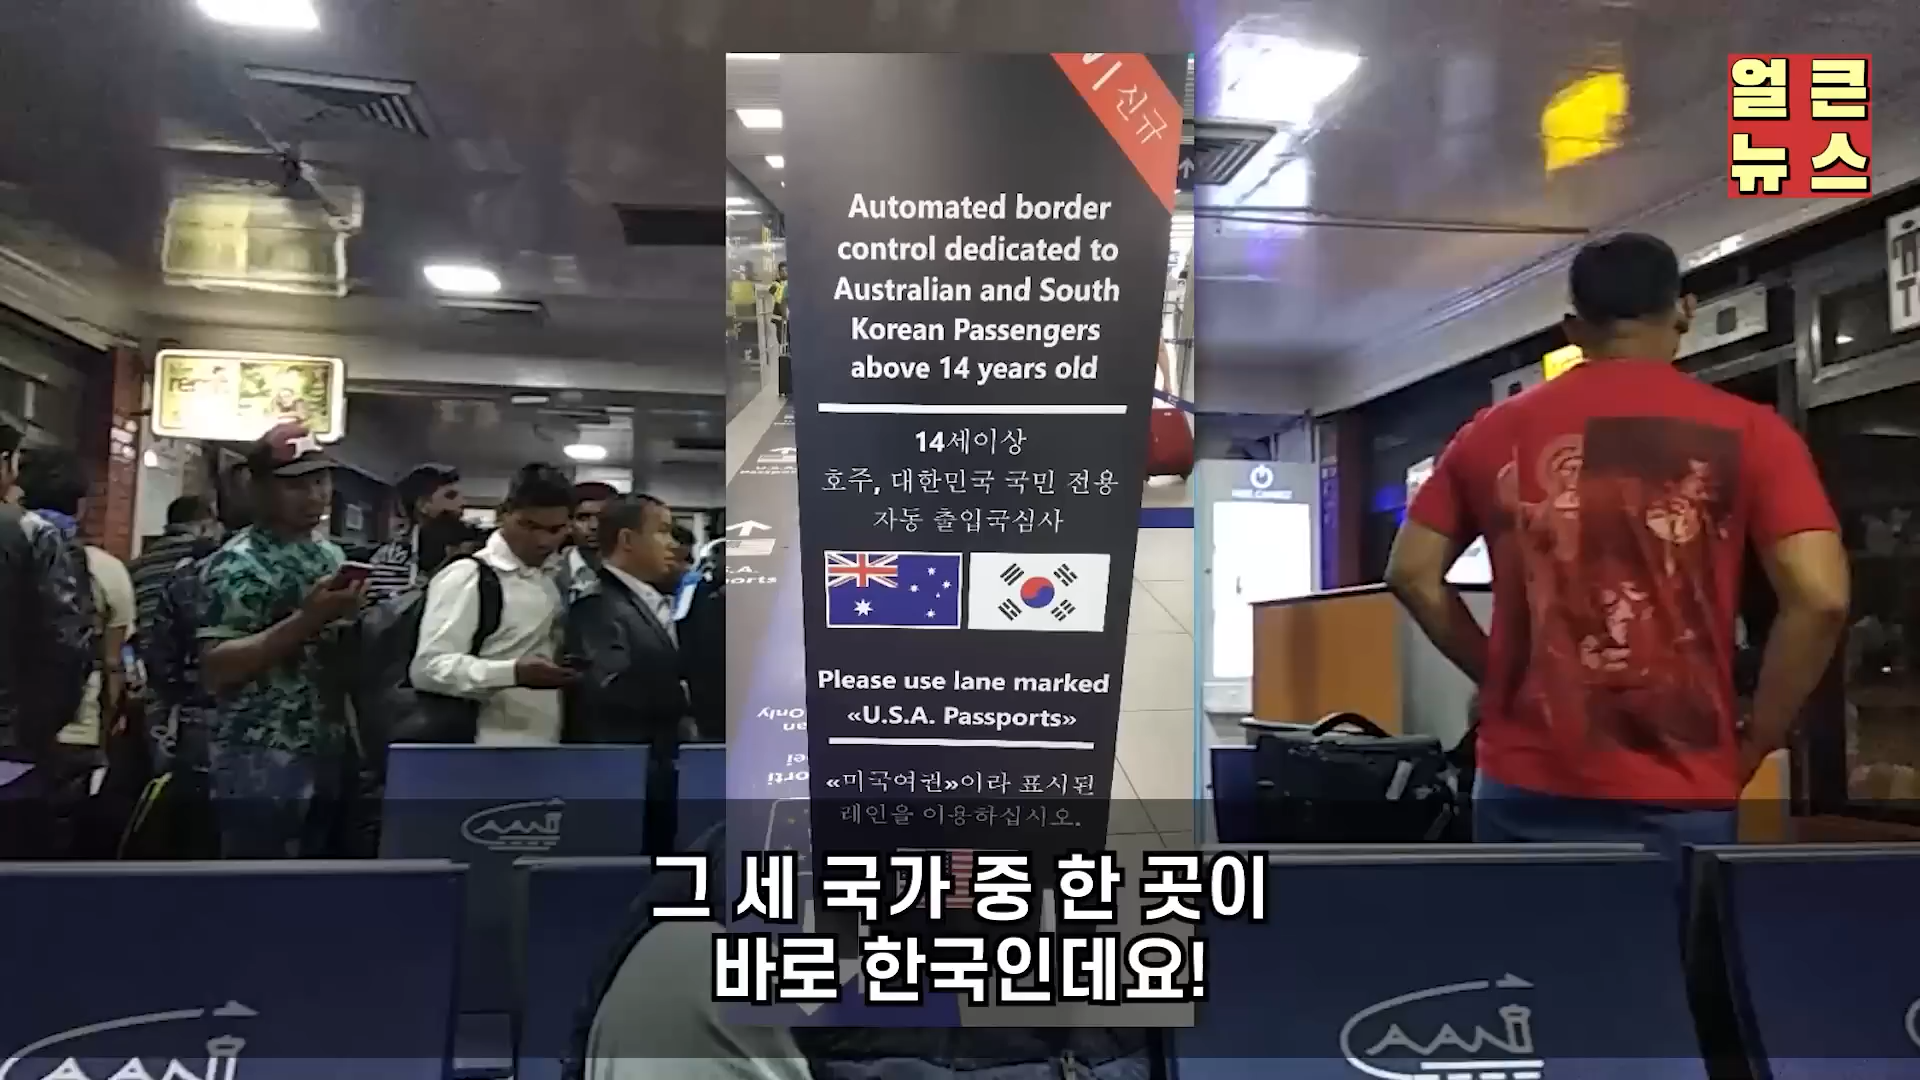 얼큰
뉴스
신규
Automated border
control dedicated to
Australian and South
Korean Passengers
above 14 years old
14세이상
호주, 대한민국 국민 전용
자동 출입국심사
Please use lane marked
«U.S.A. Passports»
«미국여권»이라 표시된
레인을 이용하십시오.
그 세 국가 중 한 곳이
바로 한국인데요!
CAANI
CAANI
CAANI